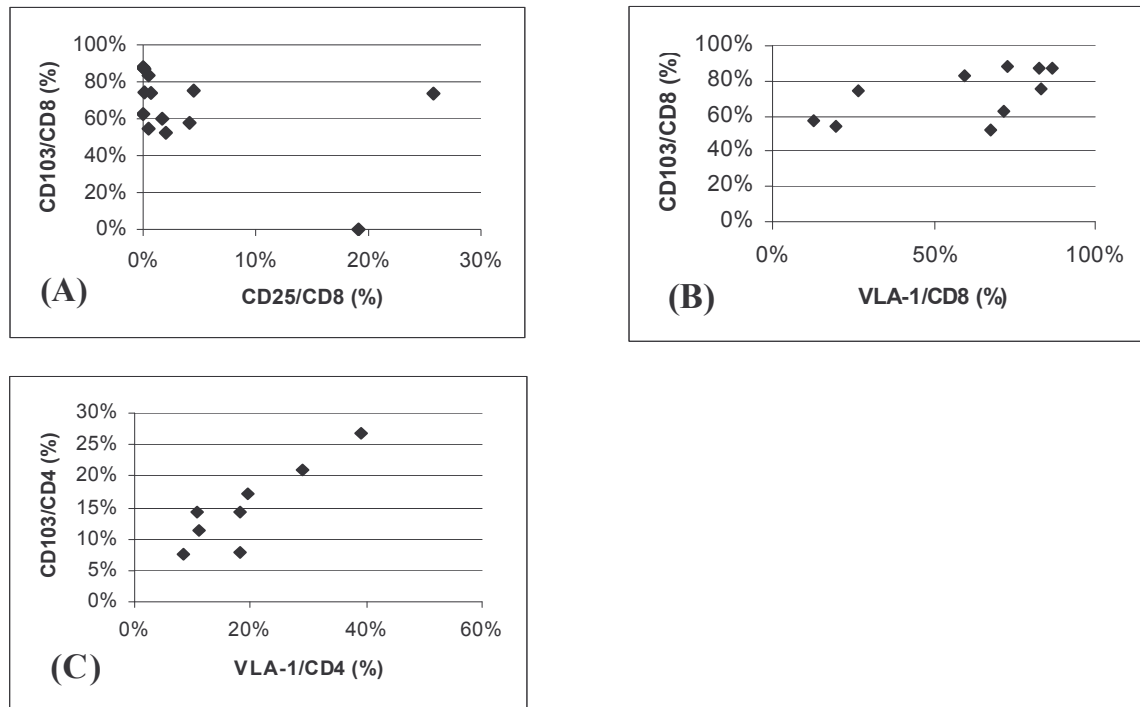 100%
80%
60%
40%
20%
0%
CD103/CD8 (%)
0% 10% 20% 30%
CD25/CD8 (%)
(A)
100%
80%
60%
40%
20%
0%
CD103/CD8 (%)
0% 50% 100%
VLA-1/CD8 (%)
(B)
30%
25%
20%
15%
10%
5%
0%
CD103/CD4 (%)
0% 20% 40% 60%
VLA-1/CD4 (%)
(C)